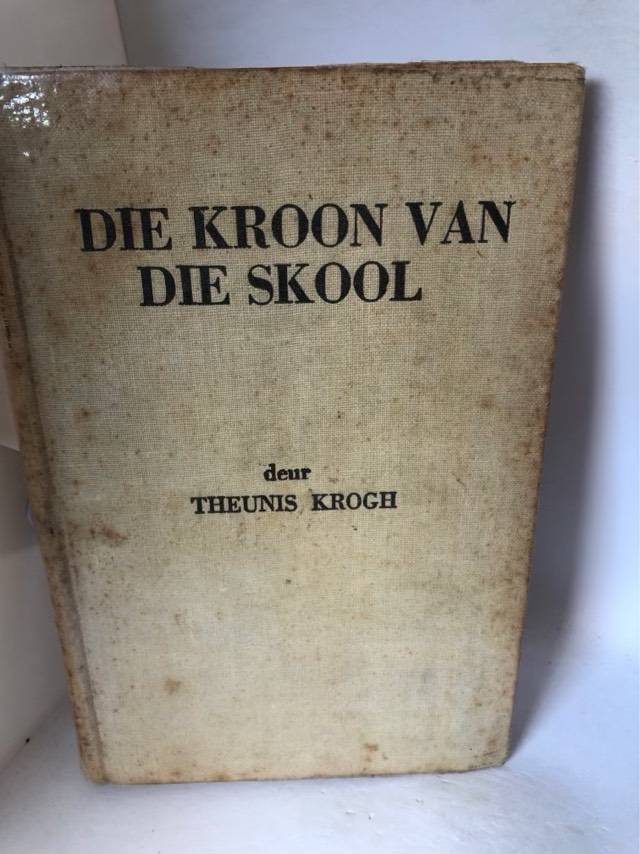 DIE KROON VAN
DIE SKOOL
deur
THEUNIS KROGH